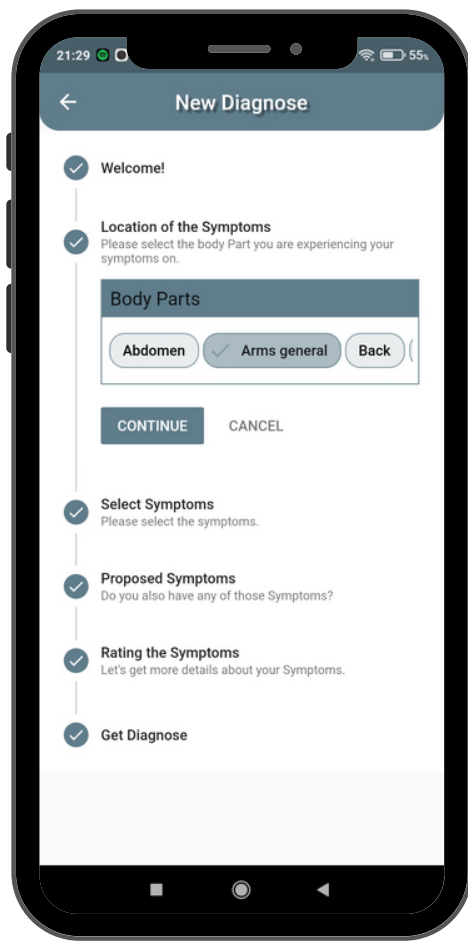 21:29 55%
New Diagnose
Welcome!
Location of the Symptoms
Please select the body Part you are experiencing your
symptoms on.
Body Parts
Abdomen Arms general Back
CONTINUE CANCEL
Select Symptoms
Please select the symptoms.
Proposed Symptoms
Do you also have any of those Symptoms?
Rating the Symptoms
Let's get more details about your Symptoms.
Get Diagnose